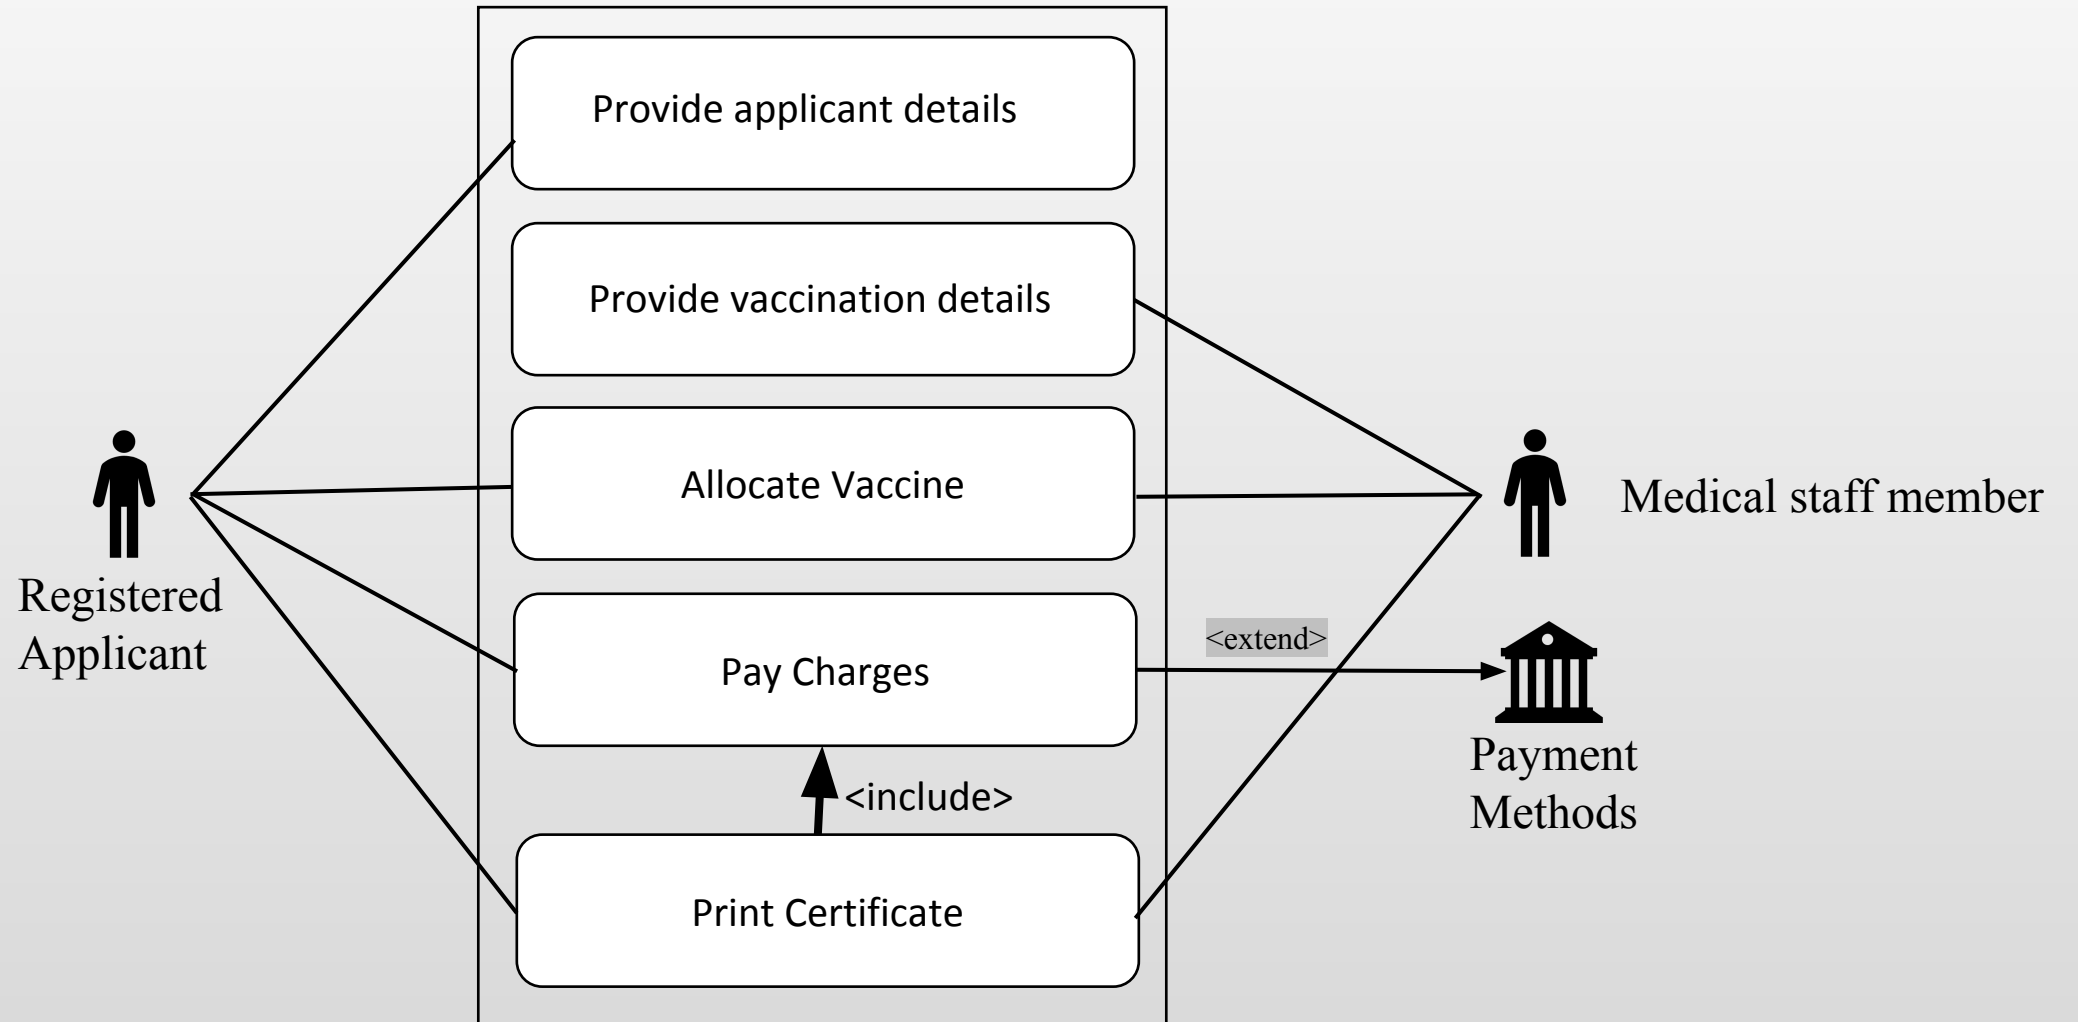 Provide applicant details
Provide vaccination details
Allocate Vaccine
Medical staff member
Registered
Applicant
<extend>
Pay Charges
Payment
Methods
<include>
Print Certificate